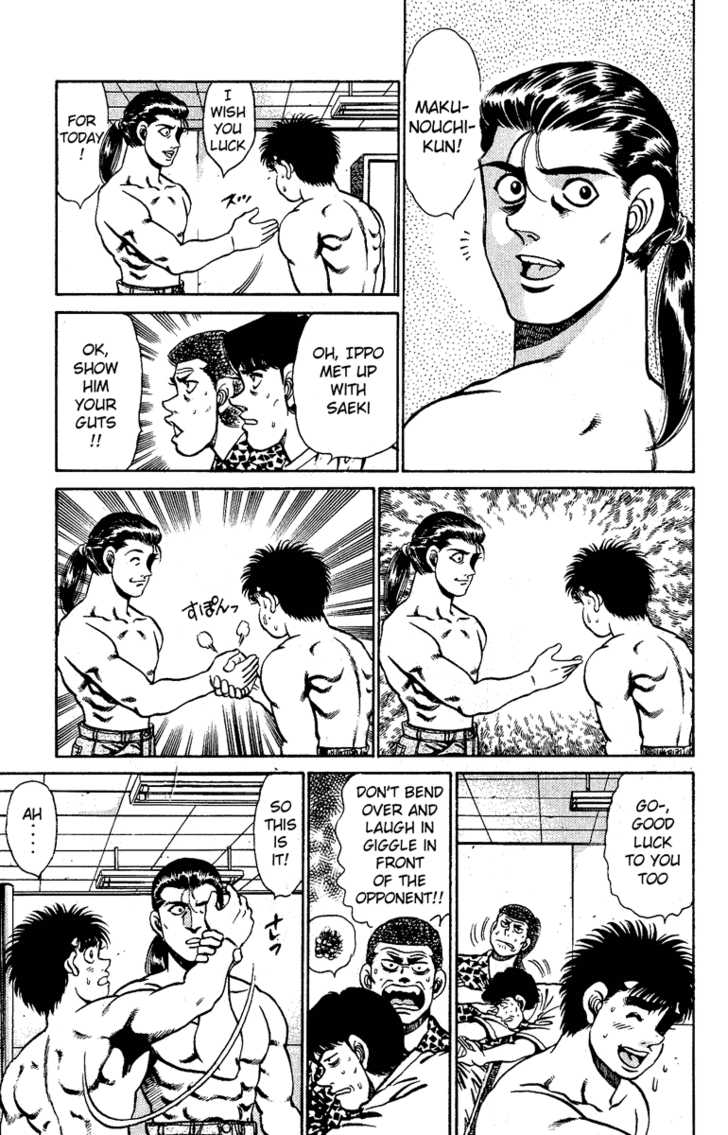 MAKU-
NOUCHI-
KUN!
I
WISH
YOU
LUCK
FOR
TODAY
!
OH, IPPO
MET UP
WITH
SAEKI
OK,
SHOW
HIM
YOUR
GUTS
!!
すぽんっ
GO-,
GOOD
LUCK
TO YOU
TOO
DON'T BEND
OVER AND
LAUGH IN
GIGGLE IN
FRONT
OF THE
OPPONENT!!
SO
THIS
IS
IT!
AH
....